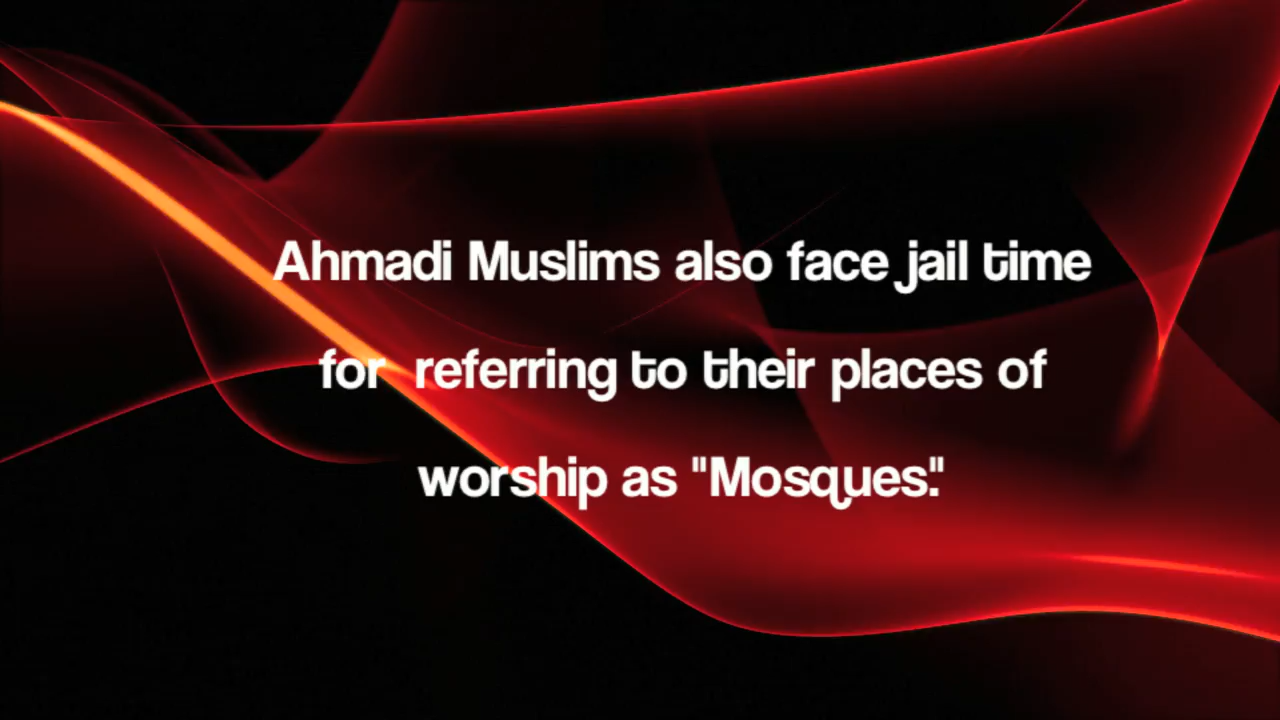 Ahmadi Muslims also face jail time
for referring to their places of
worship as "Mosques."